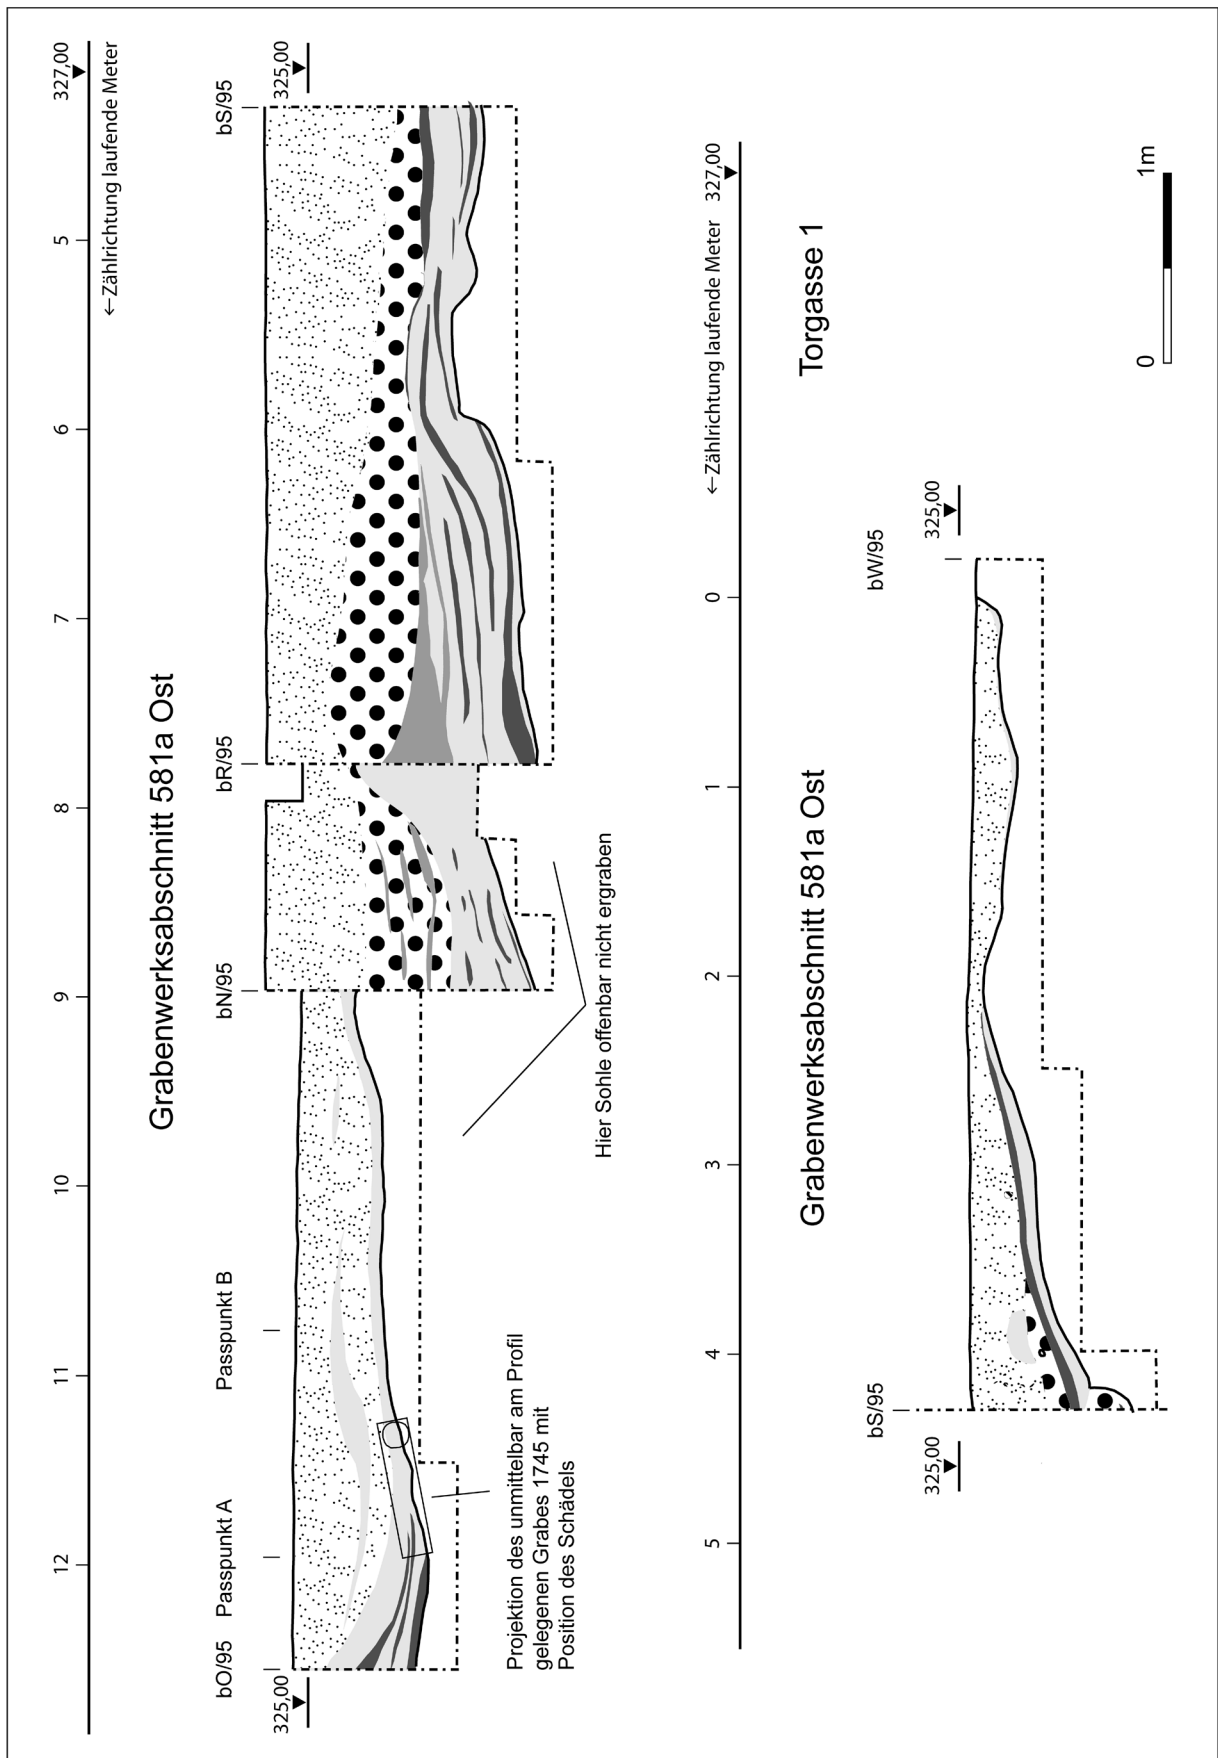 327,00
←Zählrichtung laufende Meter
12
11
10
9
8
7
6
5
Grabenwerksabschnitt 581a Ost
bO/95
Passpunkt A
Passpunkt B
bN/95
bR/95
bS/95
325,00
325,00
Projektion des unmittelbar am Profil
gelegenen Grabes 1745 mit
Position des Schädels
Hier Sohle offenbar nicht ergraben
5
4
3
2
1
0
←Zählrichtung laufende Meter
327,00
Grabenwerksabschnitt 581a Ost
Torgasse 1
bS/95
bW/95
325,00
325,00
0
1m